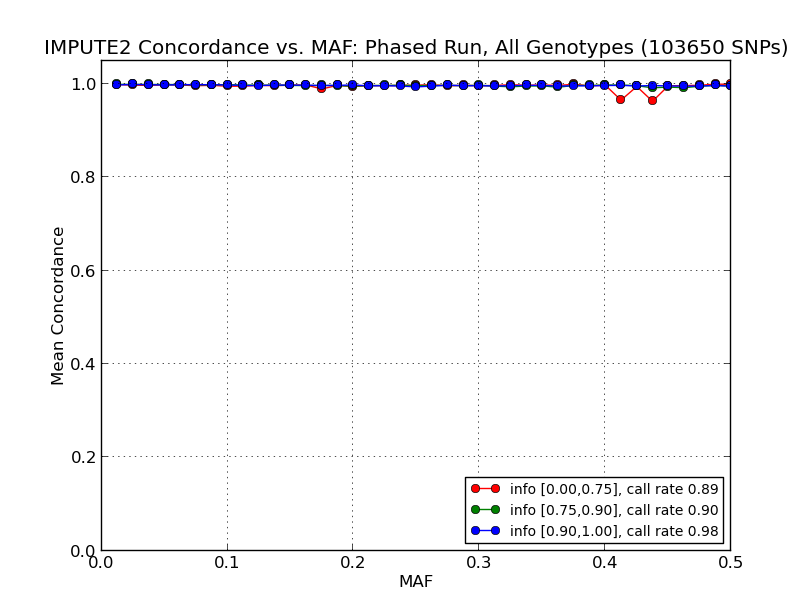 IMPUTE2 Concordance vs. MAF: Phased Run, All Genotypes (103650 SNPs)
1.0
0.8
0.6
0.4
0.2
0.0
Mean Concordance
info [0.00,0.75], call rate 0.89
info [0.75,0.90], call rate 0.90
info [0.90,1.00], call rate 0.98
0.0 0.1 0.2 0.3 0.4 0.5
MAF